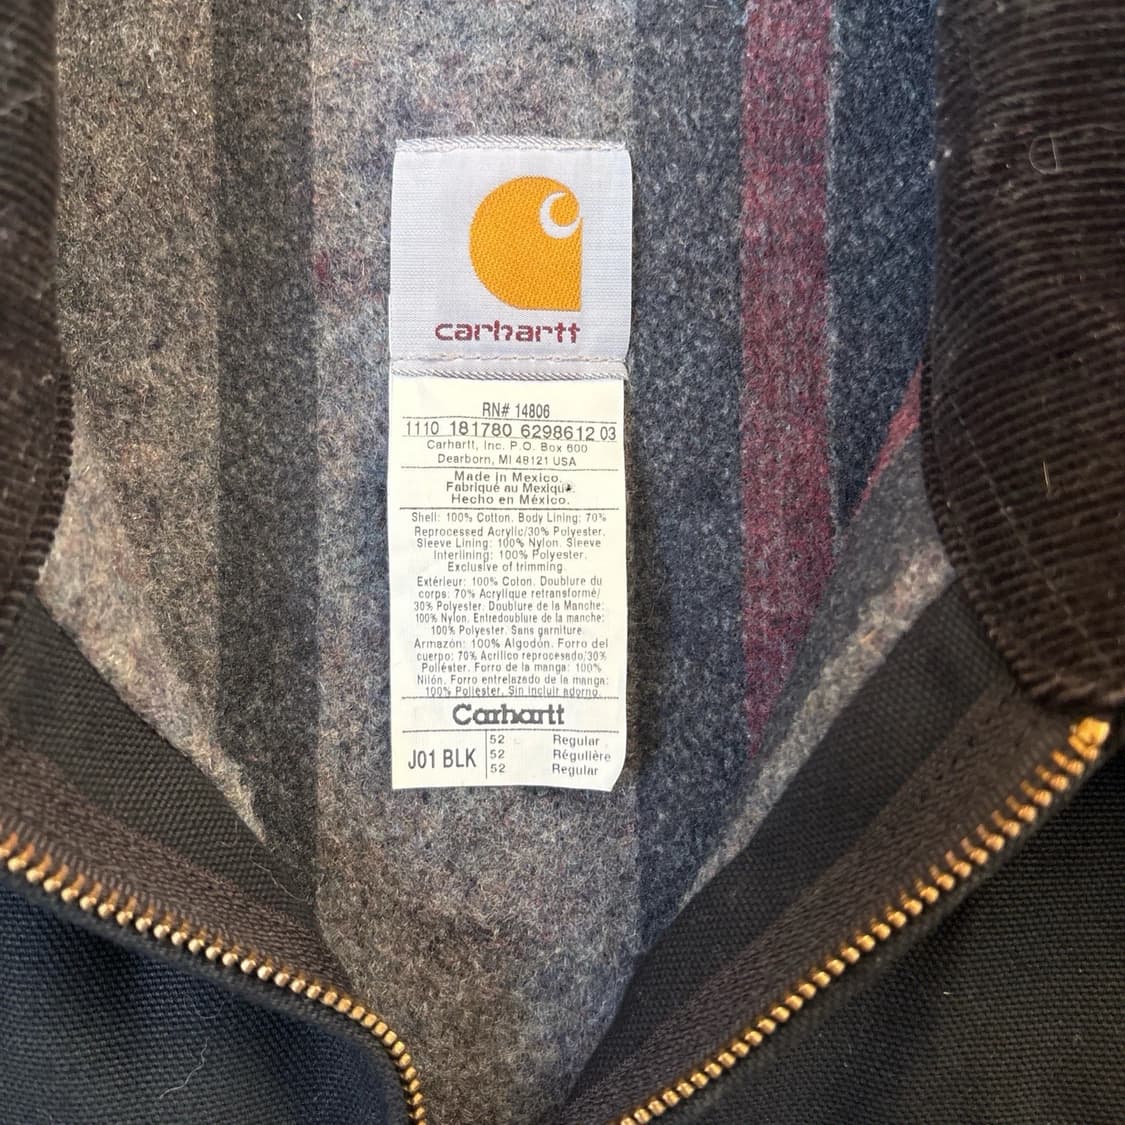 carhartt
RN# 14806
1110 181780 6298612 03
Carhartt, Inc. P.O. Box 600
Dearborn, MI 48121 USA
Made In Mexico.
Fabriqué au Mexique.
Hecho en México.
Shell: 100% Cotton. Body Lining: 70%
Reprocessed Acrylic/30% Polyester.
Sleeve Lining: 100% Nylon. Sleeve
Interlining: 100% Polyester.
Exclusive of trimming.
Extérieur: 100% Coton. Doublure du
corps: 70% Acrylique retransformé/
30% Polyester. Doublure de la Manche:
100% Nylon. Entredoublure de la manche:
100% Polyester. Sans garniture.
Armazón: 100% Algodón. Forro del
cuerpo: 70% Acrílico reprocesado/30%
Poliéster. Forro de la manga: 100%
Nilón. Forro entrelazado de la manga:
100% Poliester. Sin incluir adorno.
Carhartt
J01 BLK
52 Regular
52 Régulière
52 Regular